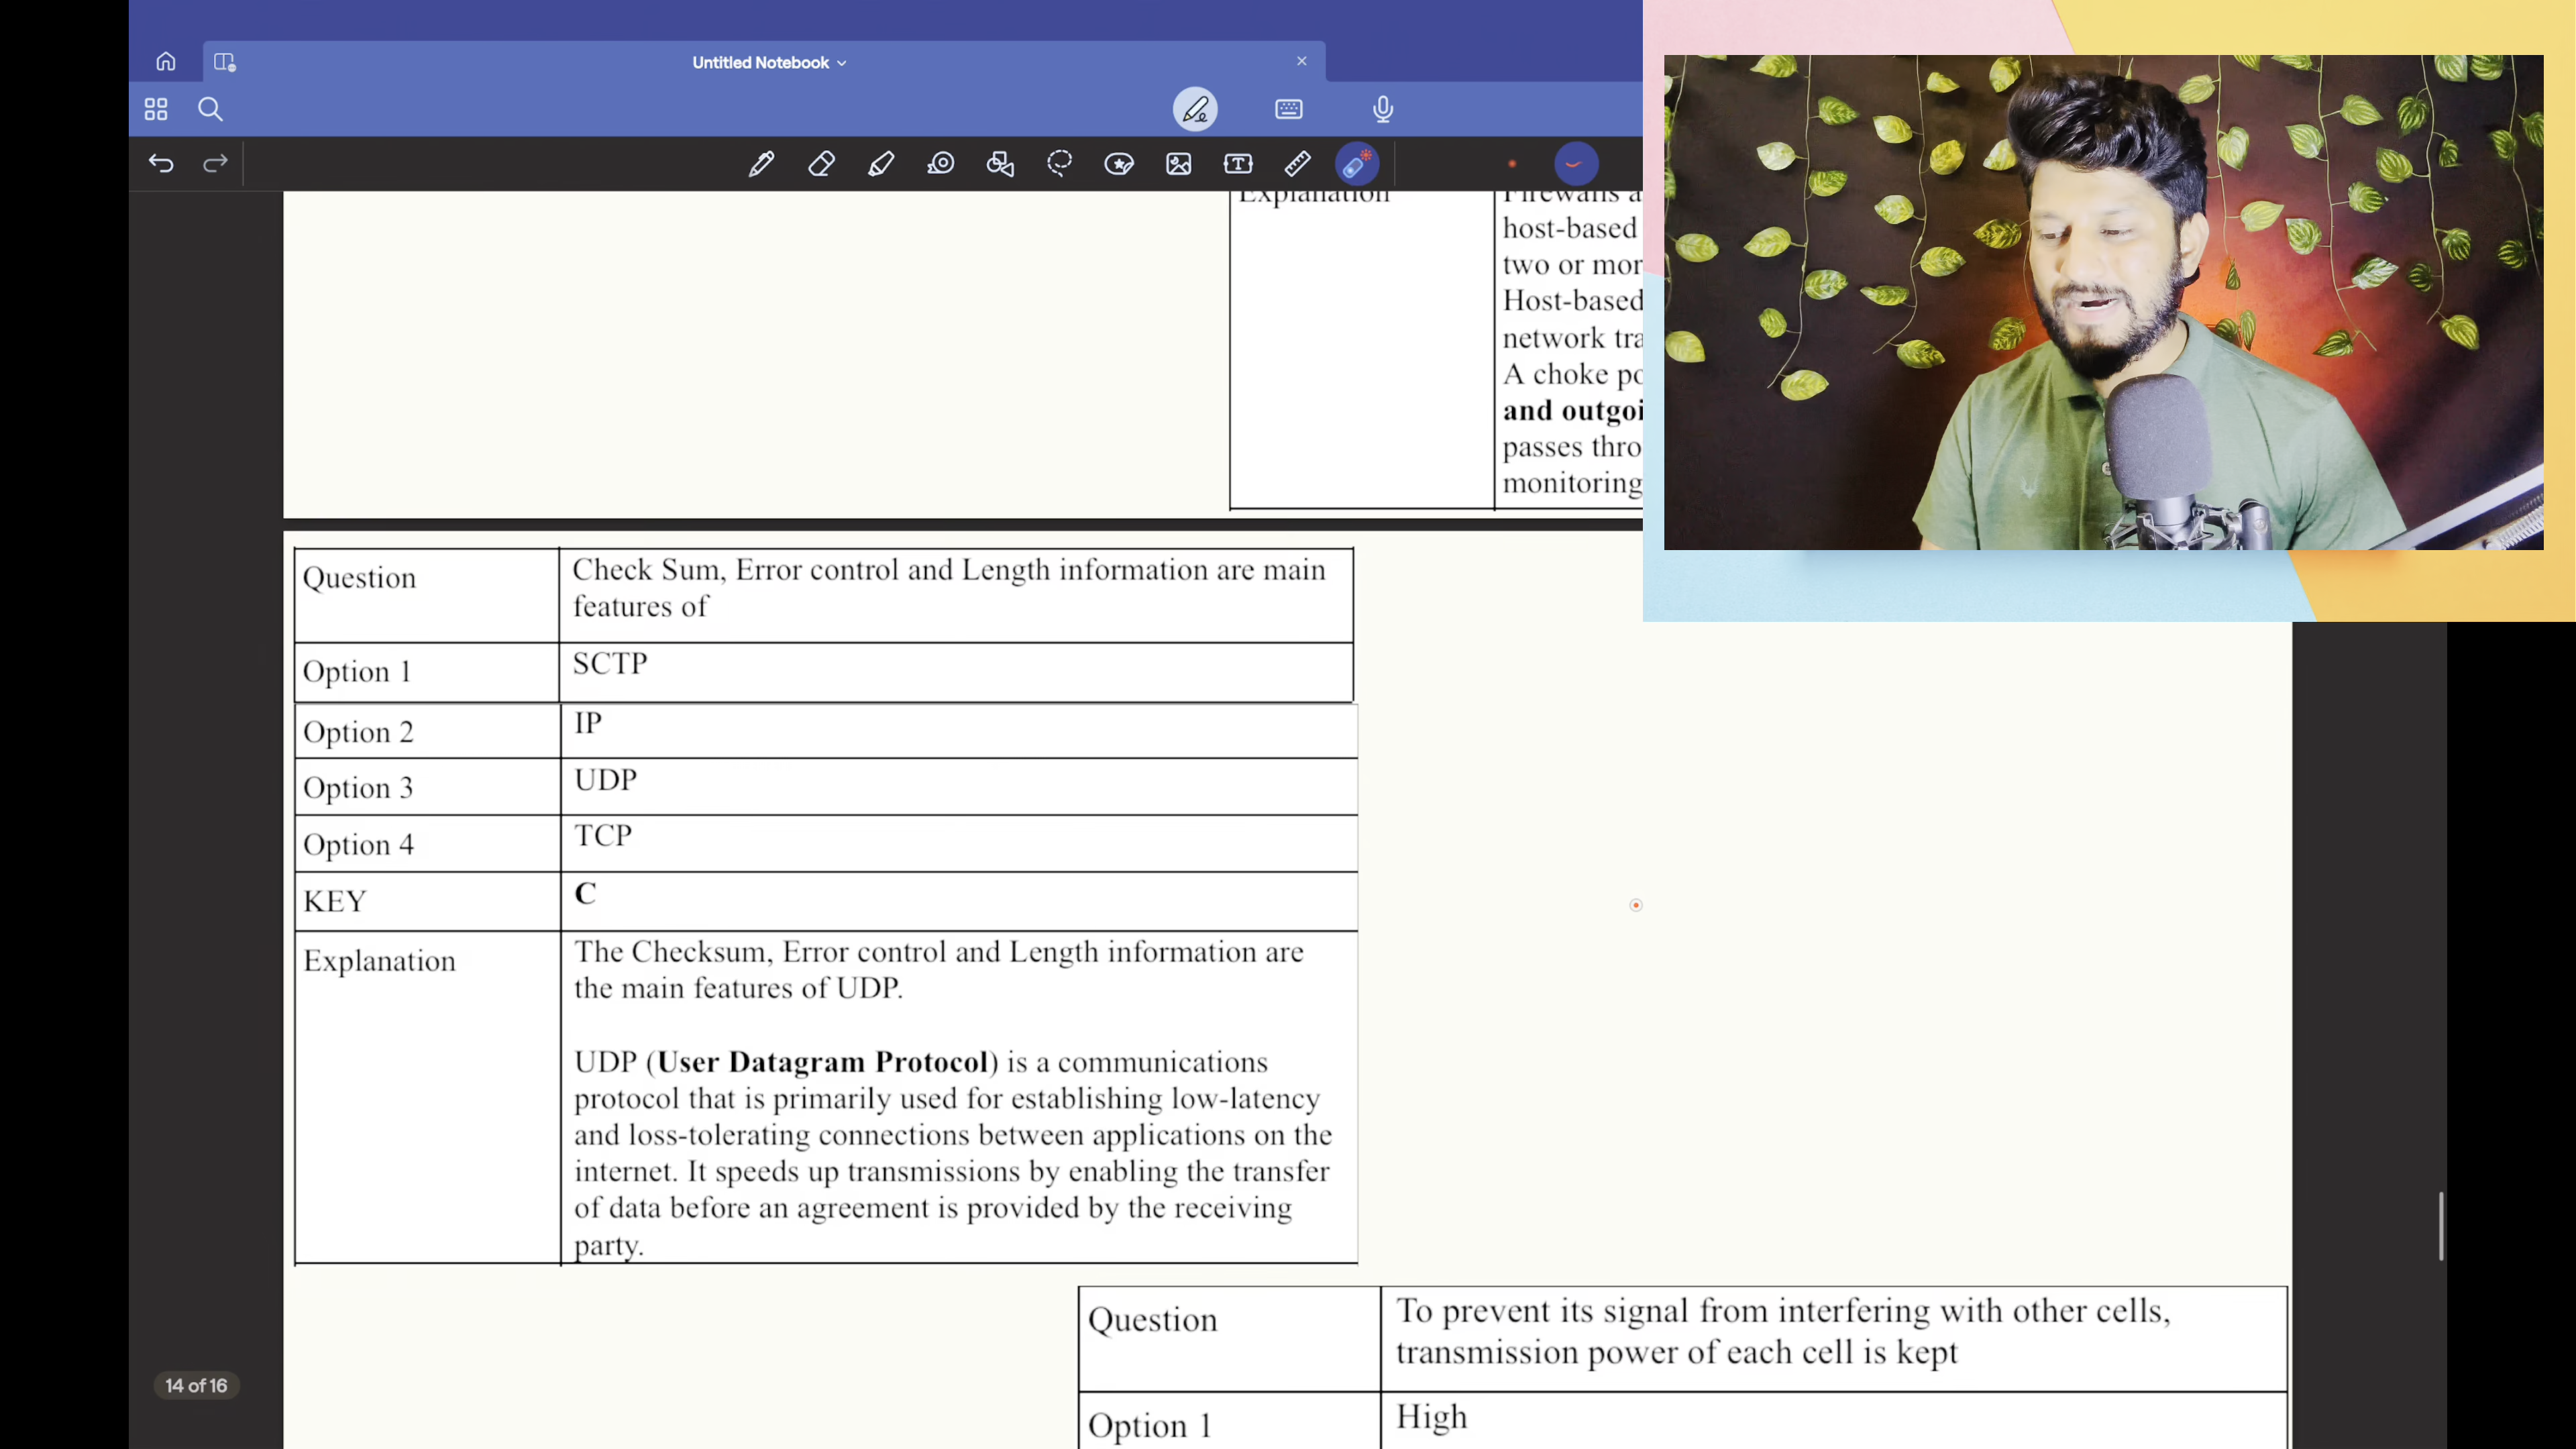 Untitled Notebook
Explanation
Firewalls a
host-based
two or mor
Host-based
network tra
A choke po
and outgoi
passes thro
monitoring
Question
Check Sum, Error control and Length information are main
features of
Option 1
SCTP
Option 2
IP
Option 3
UDP
Option 4
TCP
KEY
C
Explanation
The Checksum, Error control and Length information are
the main features of UDP.
UDP (User Datagram Protocol) is a communications
protocol that is primarily used for establishing low-latency
and loss-tolerating connections between applications on the
internet. It speeds up transmissions by enabling the transfer
of data before an agreement is provided by the receiving
party.
Question
To prevent its signal from interfering with other cells,
transmission power of each cell is kept
Option 1
High
14 of 16